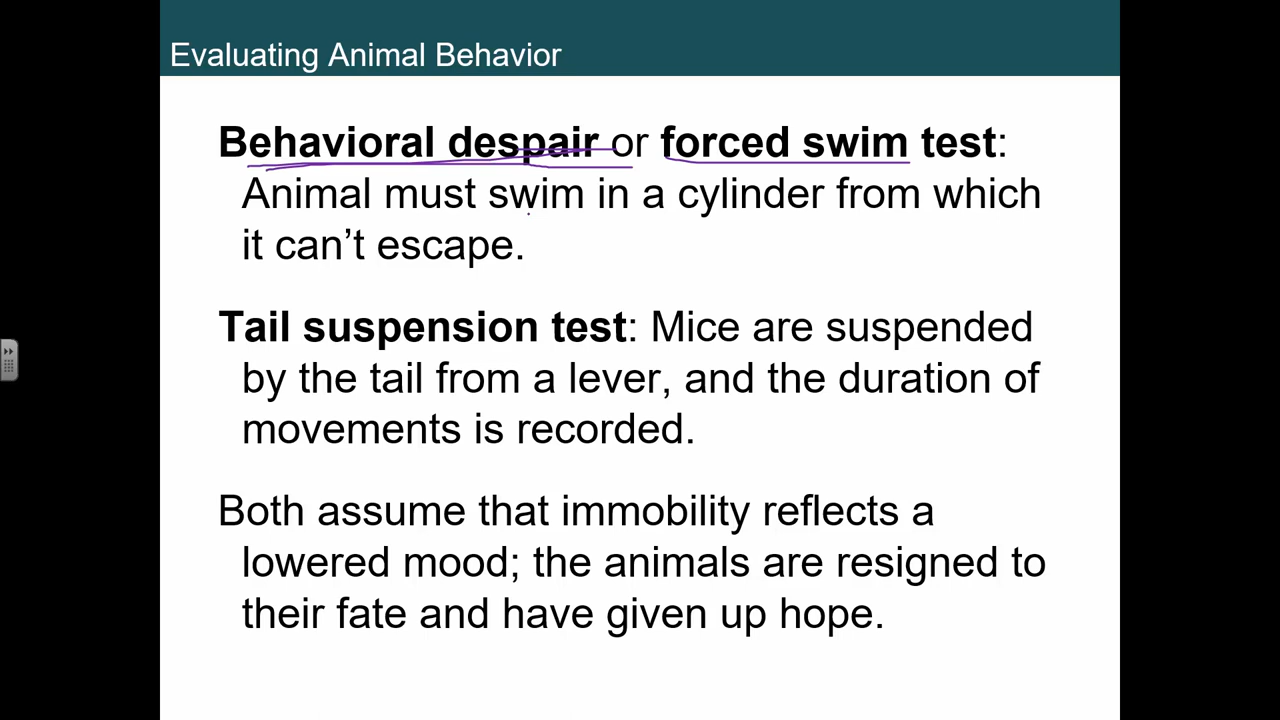 Evaluating Animal Behavior
Behavioral despair or forced swim test:
Animal must swim in a cylinder from which
it can’t escape.
Tail suspension test: Mice are suspended
by the tail from a lever, and the duration of
movements is recorded.
Both assume that immobility reflects a
lowered mood; the animals are resigned to
their fate and have given up hope.